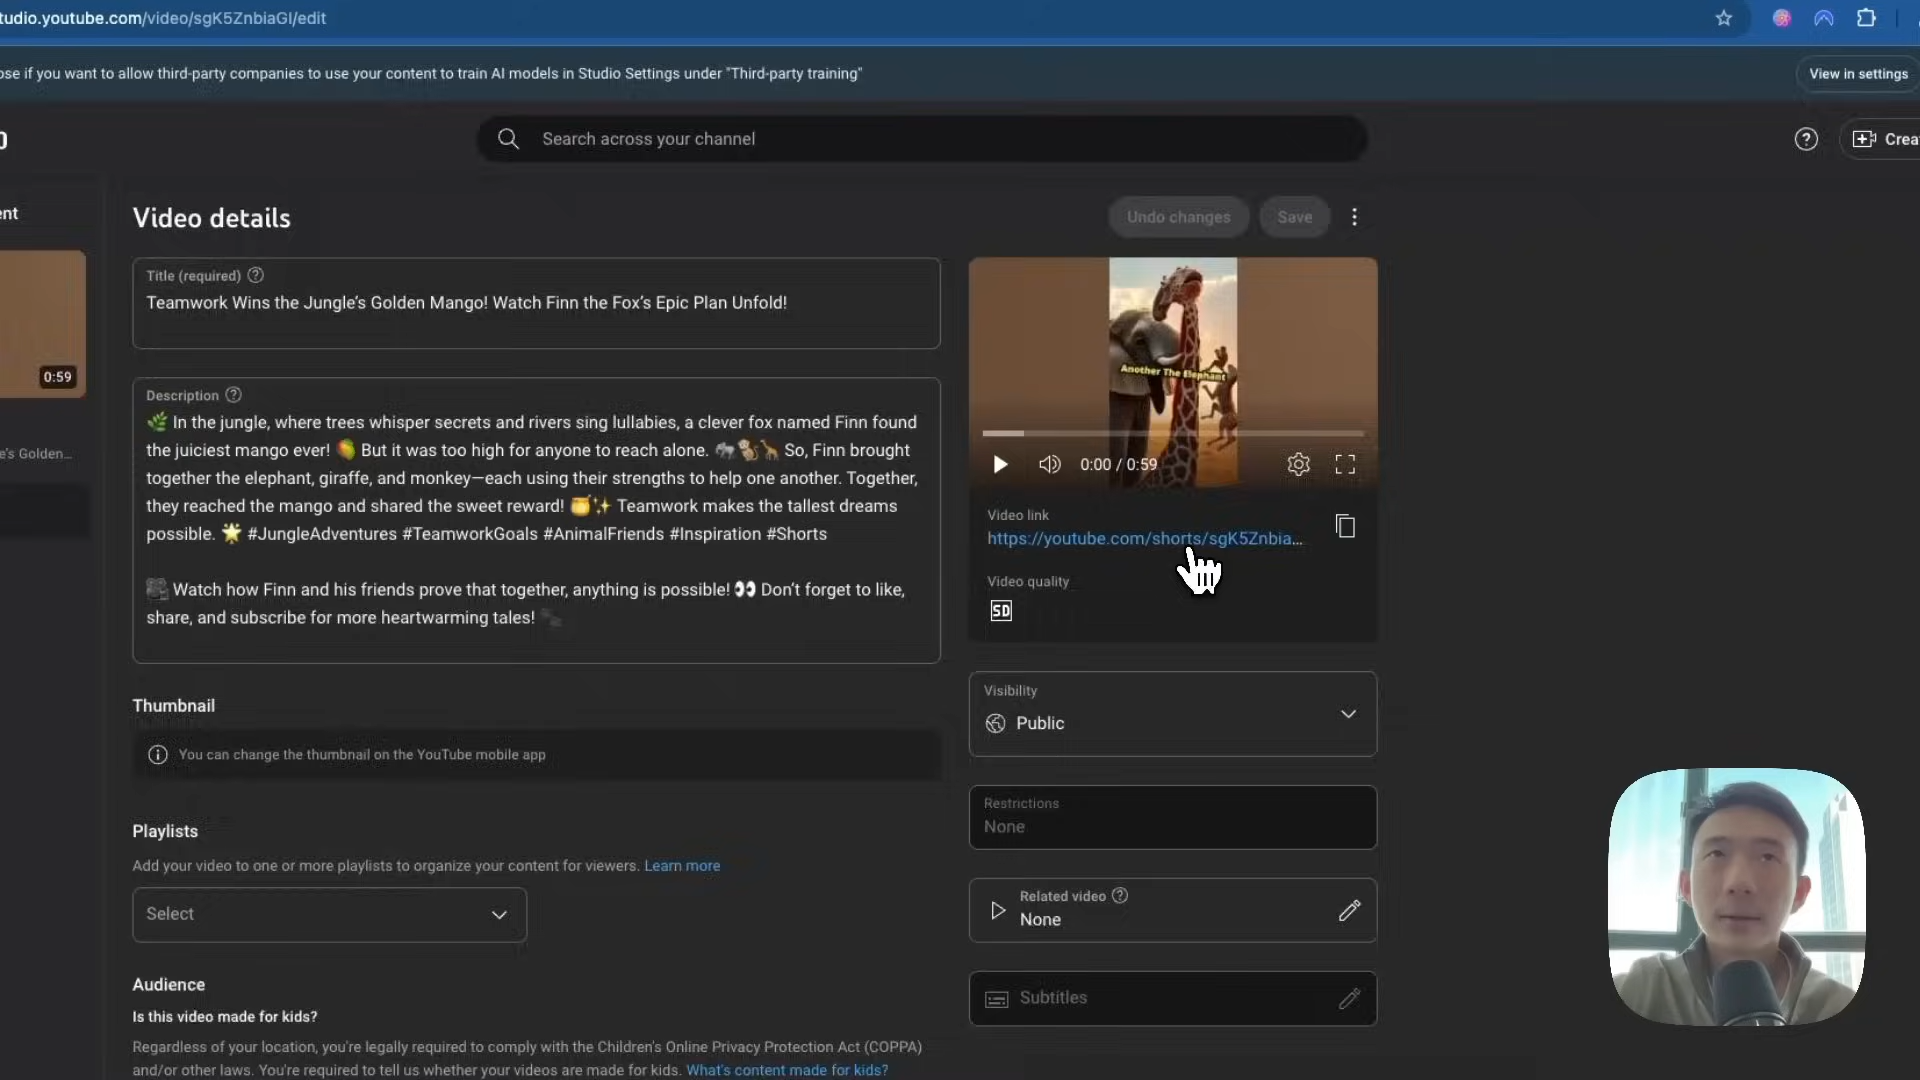 tudio.youtube.com/video/sgK5ZnbiaGI/edit
ose if you want to allow third-party companies to use your content to train AI models in Studio Settings under "Third-party training"
View in settings
Search across your channel
Crea
ent
Video details
Undo changes
Save
Title (required)
Teamwork Wins the Jungle's Golden Mango! Watch Finn the Fox's Epic Plan Unfold!
0:59
Description
🌿 In the jungle, where trees whisper secrets and rivers sing lullabies, a clever fox named Finn found
the juiciest mango ever! 🥭 But it was too high for anyone to reach alone. 🐘🐒🦒 So, Finn brought
together the elephant, giraffe, and monkey—each using their strengths to help one another. Together,
they reached the mango and shared the sweet reward! 🍯✨ Teamwork makes the tallest dreams
possible. 🌟 #JungleAdventures #TeamworkGoals #AnimalFriends #Inspiration #Shorts
🎥 Watch how Finn and his friends prove that together, anything is possible! 👀 Don't forget to like,
share, and subscribe for more heartwarming tales! 🐾
e's Golden...
Another The Elephant
0:00 / 0:59
Video link
https://youtube.com/shorts/sgK5Znbia...
Video quality
SD
Thumbnail
You can change the thumbnail on the YouTube mobile app
Visibility
Public
Playlists
Add your video to one or more playlists to organize your content for viewers. Learn more
Select
Restrictions
None
Related video
None
Subtitles
Audience
Is this video made for kids?
Regardless of your location, you're legally required to comply with the Children's Online Privacy Protection Act (COPPA)
and/or other laws. You're required to tell us whether your videos are made for kids. What's content made for kids?